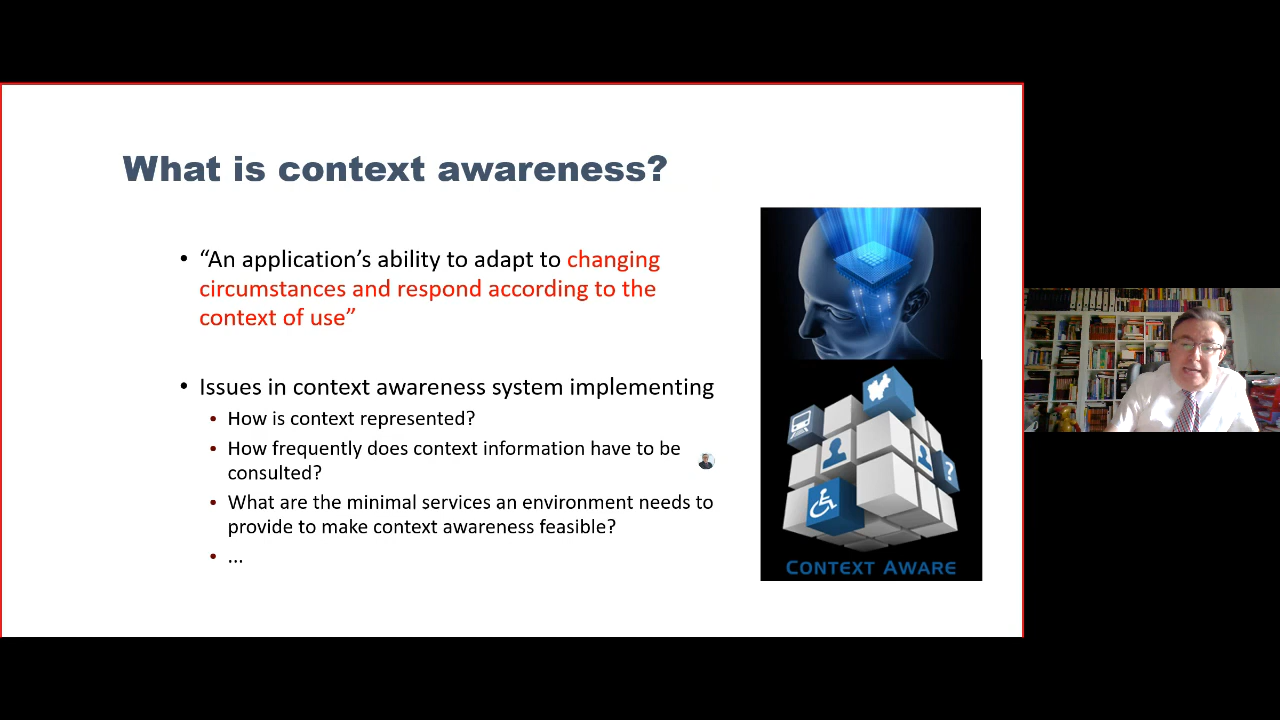 What is context awareness?
• “An application’s ability to adapt to changing
circumstances and respond according to the
context of use”
• Issues in context awareness system implementing
• How is context represented?
• How frequently does context information have to be
consulted?
• What are the minimal services an environment needs to
provide to make context awareness feasible?
• ...
?
CONTEXT AWARE